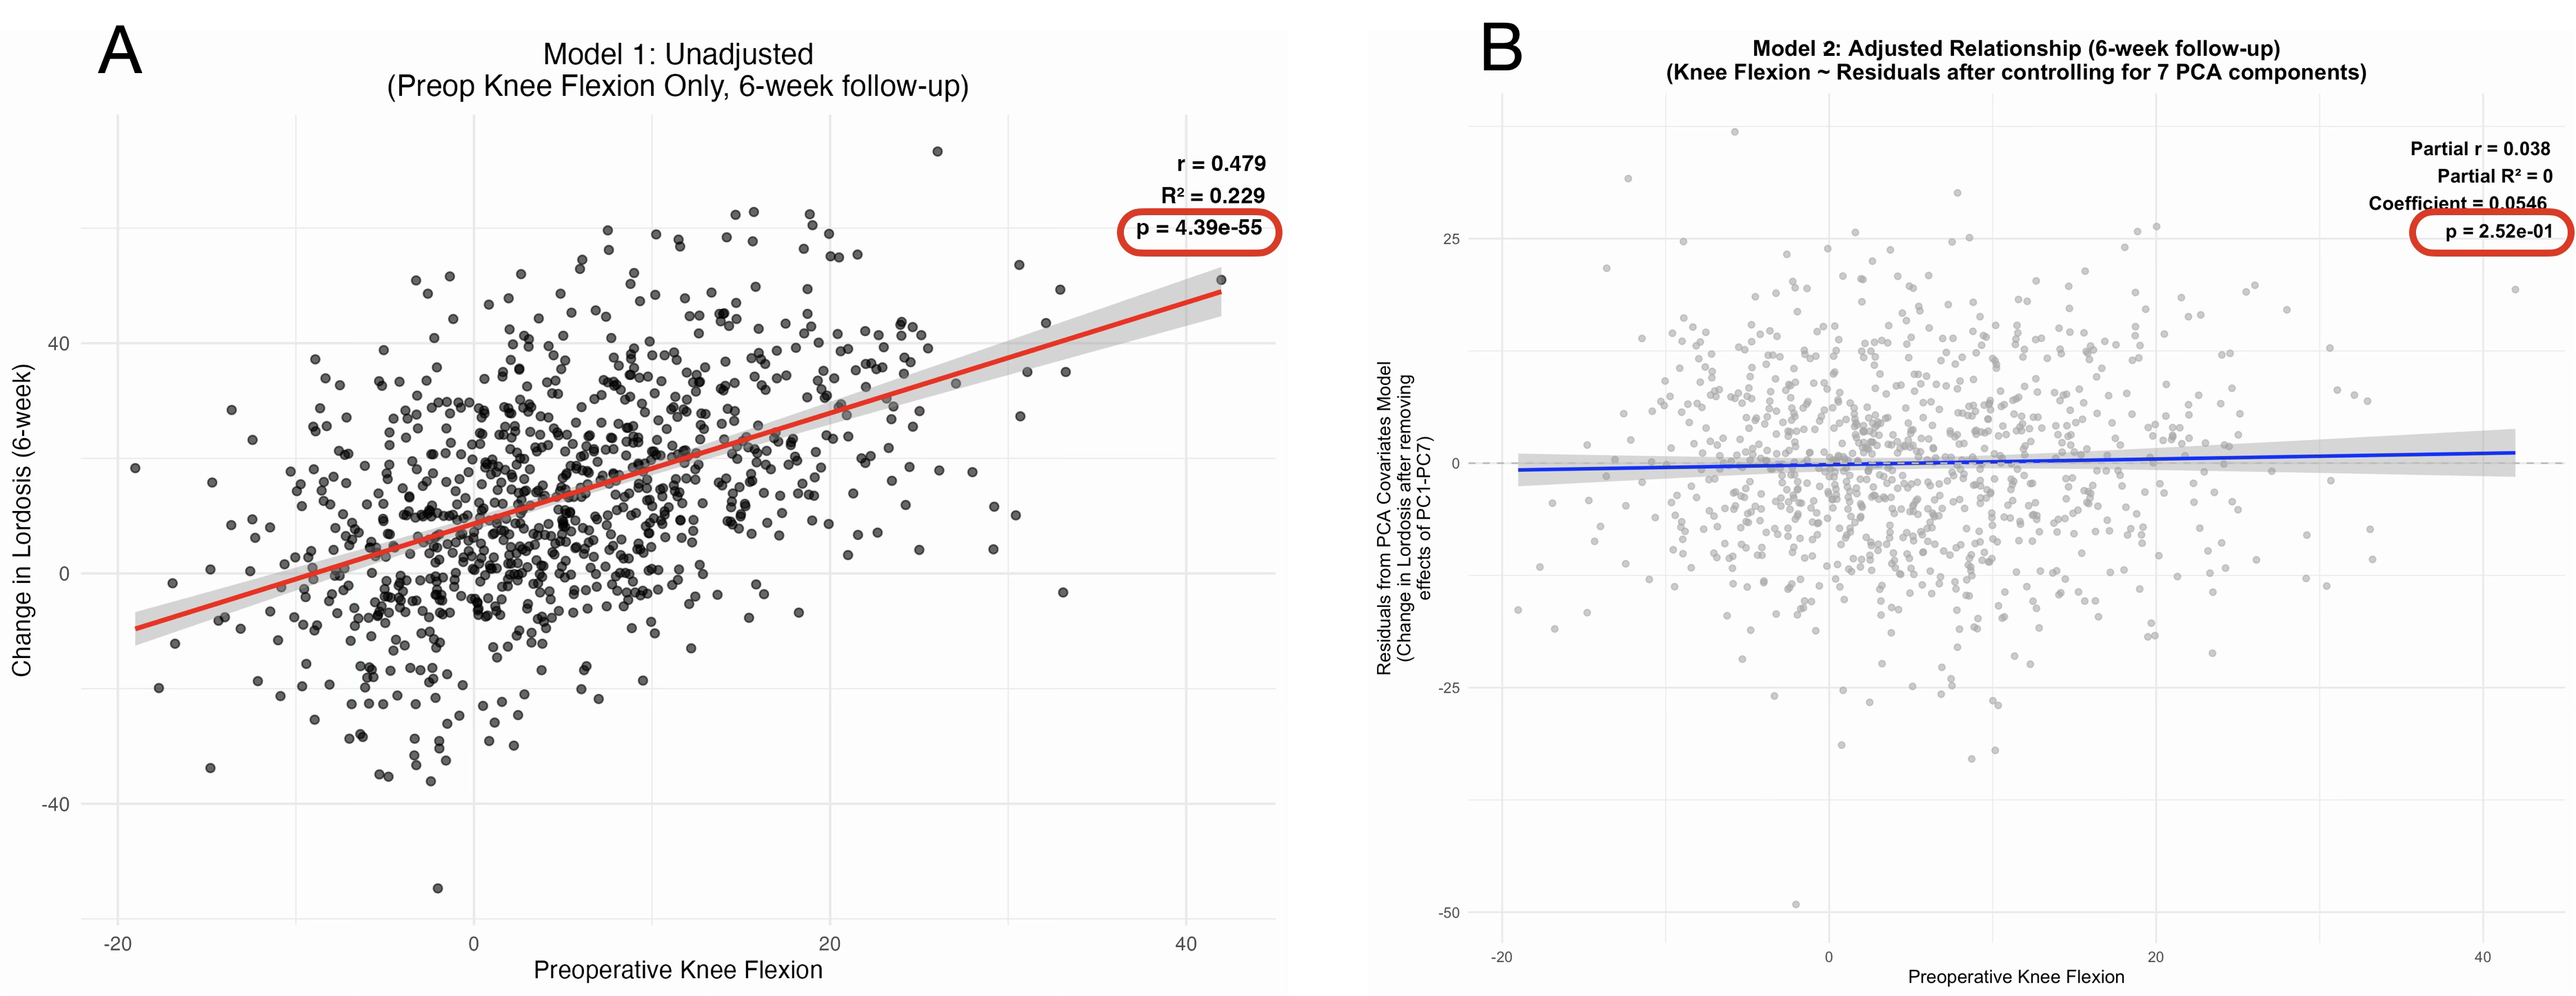 A
Model 1: Unadjusted
(Preop Knee Flexion Only, 6-week follow-up)
r = 0.479
R² = 0.229
p = 4.39e-55
Change in Lordosis (6-week)
40
0
-40
-20
0
20
40
Preoperative Knee Flexion
B
Model 2: Adjusted Relationship (6-week follow-up)
(Knee Flexion ~ Residuals after controlling for 7 PCA components)
Partial r = 0.038
Partial R² = 0
Coefficient = 0.0546
p = 2.52e-01
Residuals from PCA Covariates Model
(Change in Lordosis after removing
effects of PC1-PC7)
25
0
-25
-50
-20
0
20
40
Preoperative Knee Flexion